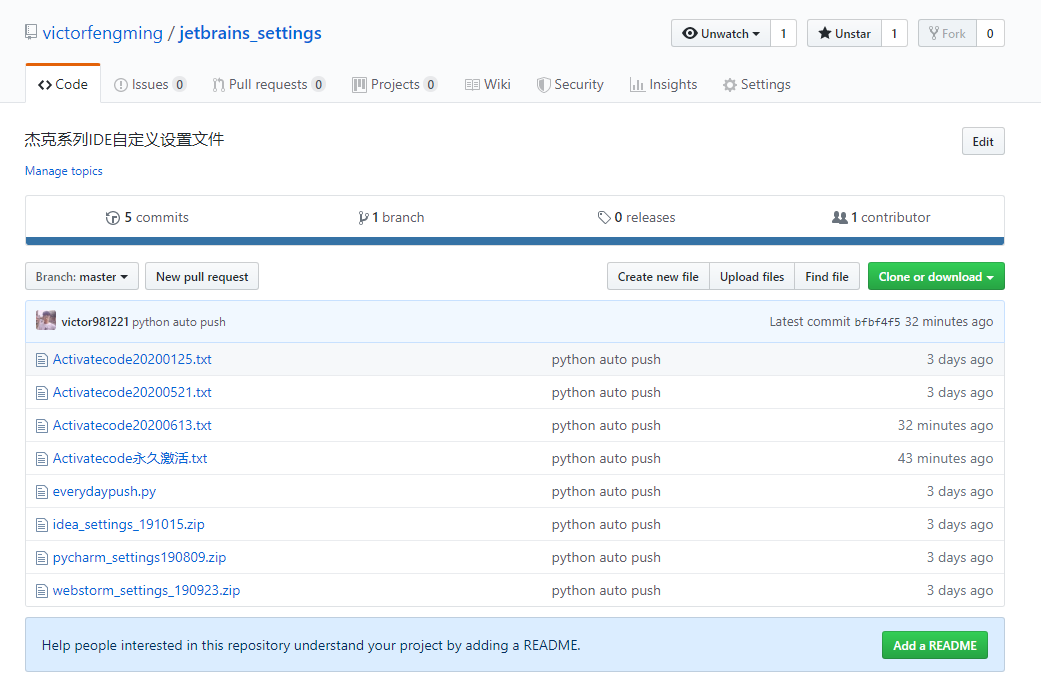 victorfengming / jetbrains_settings Unwatch 1 Unstar 1 Fork 0
Code Issues 0 Pull requests 0 Projects 0 Wiki Security Insights Settings
杰克系列IDE自定义设置文件 Edit
Manage topics
5 commits 1 branch 0 releases 1 contributor
Branch: master New pull request Create new file Upload files Find file Clone or download
victor981221 python auto push Latest commit bfbf4f5 32 minutes ago
Activatecode20200125.txt python auto push 3 days ago
Activatecode20200521.txt python auto push 3 days ago
Activatecode20200613.txt python auto push 32 minutes ago
Activatecode永久激活.txt python auto push 43 minutes ago
everydaypush.py python auto push 3 days ago
idea_settings_191015.zip python auto push 3 days ago
pycharm_settings190809.zip python auto push 3 days ago
webstorm_settings_190923.zip python auto push 3 days ago
Help people interested in this repository understand your project by adding a README. Add a README